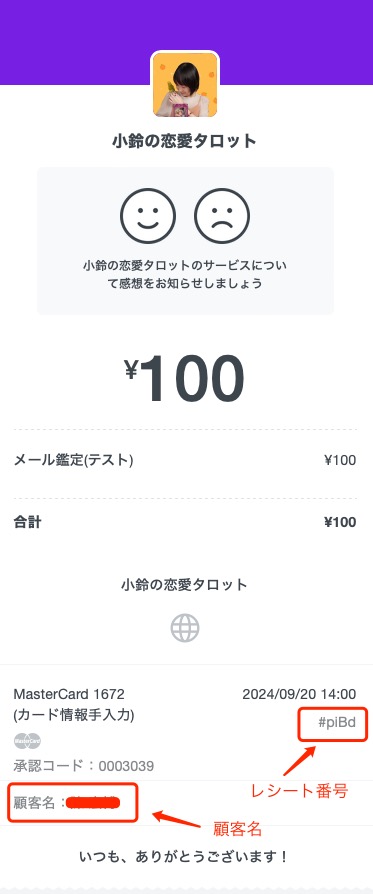 小鈴の恋愛タロット
小鈴の恋愛タロットのサービスについ
て感想をお知らせしましょう
¥100
メール鑑定(テスト) ¥100
合計 ¥100
小鈴の恋愛タロット
MasterCard 1672 2024/09/20 14:00
(カード情報手入力) #piBd
MasterCard
承認コード：0003039
レシート番号
顧客名：
顧客名
いつも、ありがとうございます！